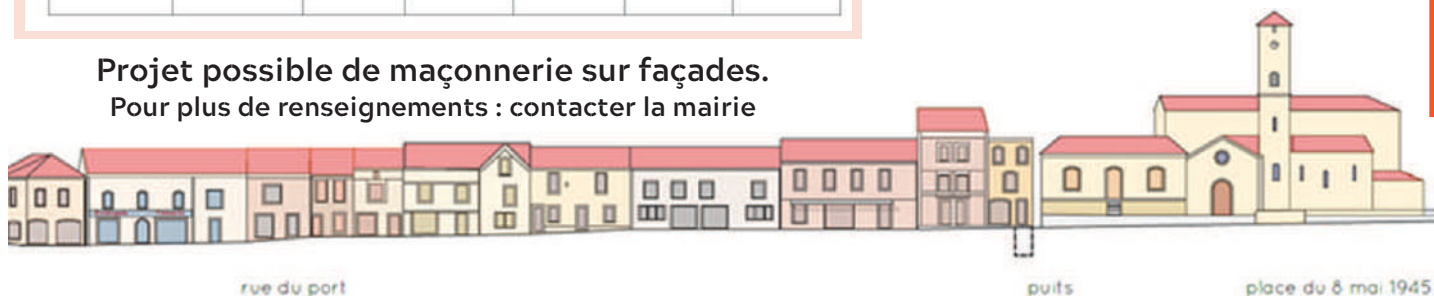 Projet possible de maçonnerie sur façades.
Pour plus de renseignements : contacter la mairie
rue du port
puits
place du 8 mai 1945